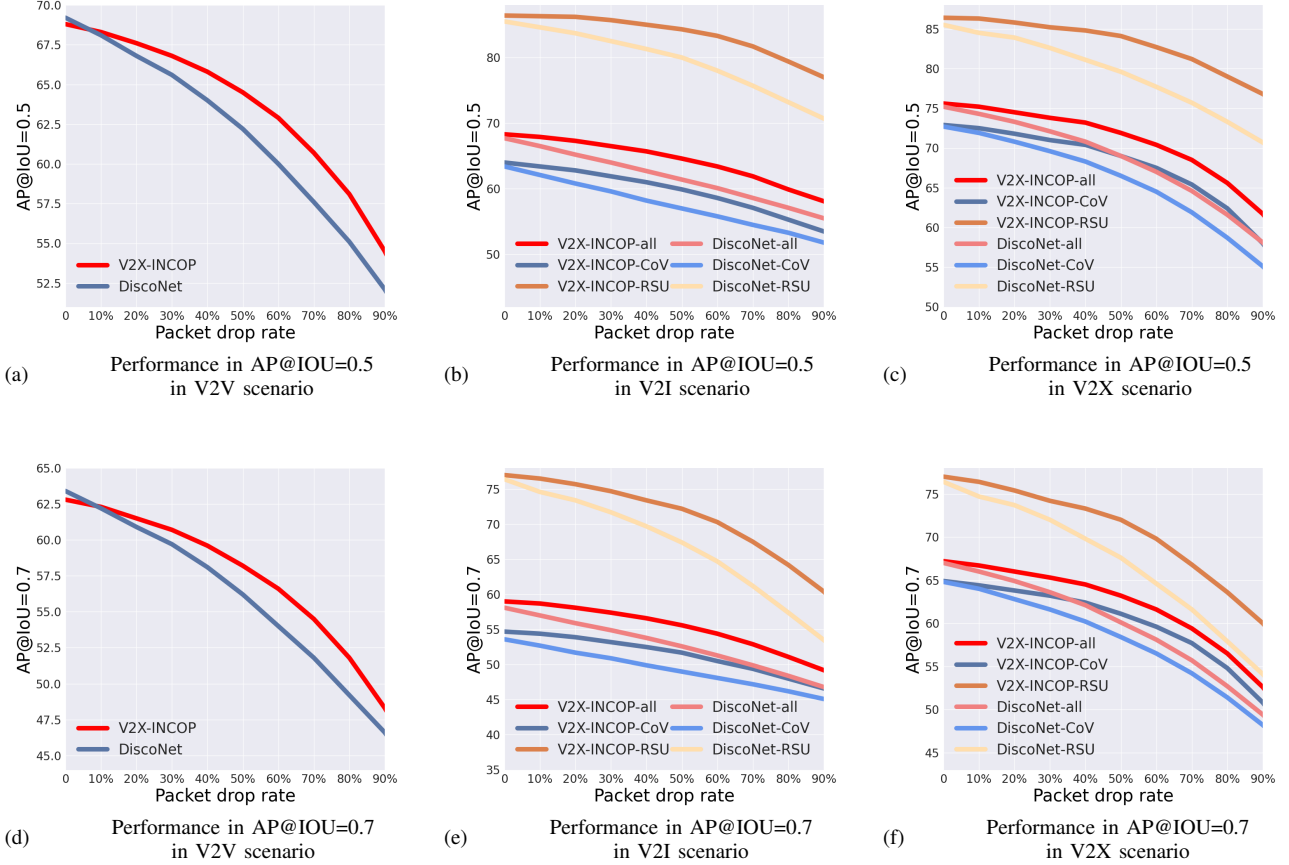 70.0
67.5
65.0
62.5
60.0
57.5
55.0
52.5
AP@IoU=0.5
V2X-INCOP
DiscoNet
0 10% 20% 30% 40% 50% 60% 70% 80% 90%
Packet drop rate
(a) Performance in AP@IOU=0.5
in V2V scenario
80
70
60
50
AP@IoU=0.5
V2X-INCOP-all DiscoNet-all
V2X-INCOP-CoV DiscoNet-CoV
V2X-INCOP-RSU DiscoNet-RSU
0 10% 20% 30% 40% 50% 60% 70% 80% 90%
Packet drop rate
(b) Performance in AP@IOU=0.5
in V2I scenario
85
80
75
70
65
60
55
50
AP@IoU=0.5
V2X-INCOP-all
V2X-INCOP-CoV
V2X-INCOP-RSU
DiscoNet-all
DiscoNet-CoV
DiscoNet-RSU
0 10% 20% 30% 40% 50% 60% 70% 80% 90%
Packet drop rate
(c) Performance in AP@IOU=0.5
in V2X scenario
65.0
62.5
60.0
57.5
55.0
52.5
50.0
47.5
45.0
AP@IoU=0.7
V2X-INCOP
DiscoNet
0 10% 20% 30% 40% 50% 60% 70% 80% 90%
Packet drop rate
(d) Performance in AP@IOU=0.7
in V2V scenario
75
70
65
60
55
50
45
40
35
AP@IoU=0.7
V2X-INCOP-all DiscoNet-all
V2X-INCOP-CoV DiscoNet-CoV
V2X-INCOP-RSU DiscoNet-RSU
0 10% 20% 30% 40% 50% 60% 70% 80% 90%
Packet drop rate
(e) Performance in AP@IOU=0.7
in V2I scenario
75
70
65
60
55
50
45
AP@IoU=0.7
V2X-INCOP-all
V2X-INCOP-CoV
V2X-INCOP-RSU
DiscoNet-all
DiscoNet-CoV
DiscoNet-RSU
0 10% 20% 30% 40% 50% 60% 70% 80% 90%
Packet drop rate
(f) Performance in AP@IOU=0.7
in V2X scenario